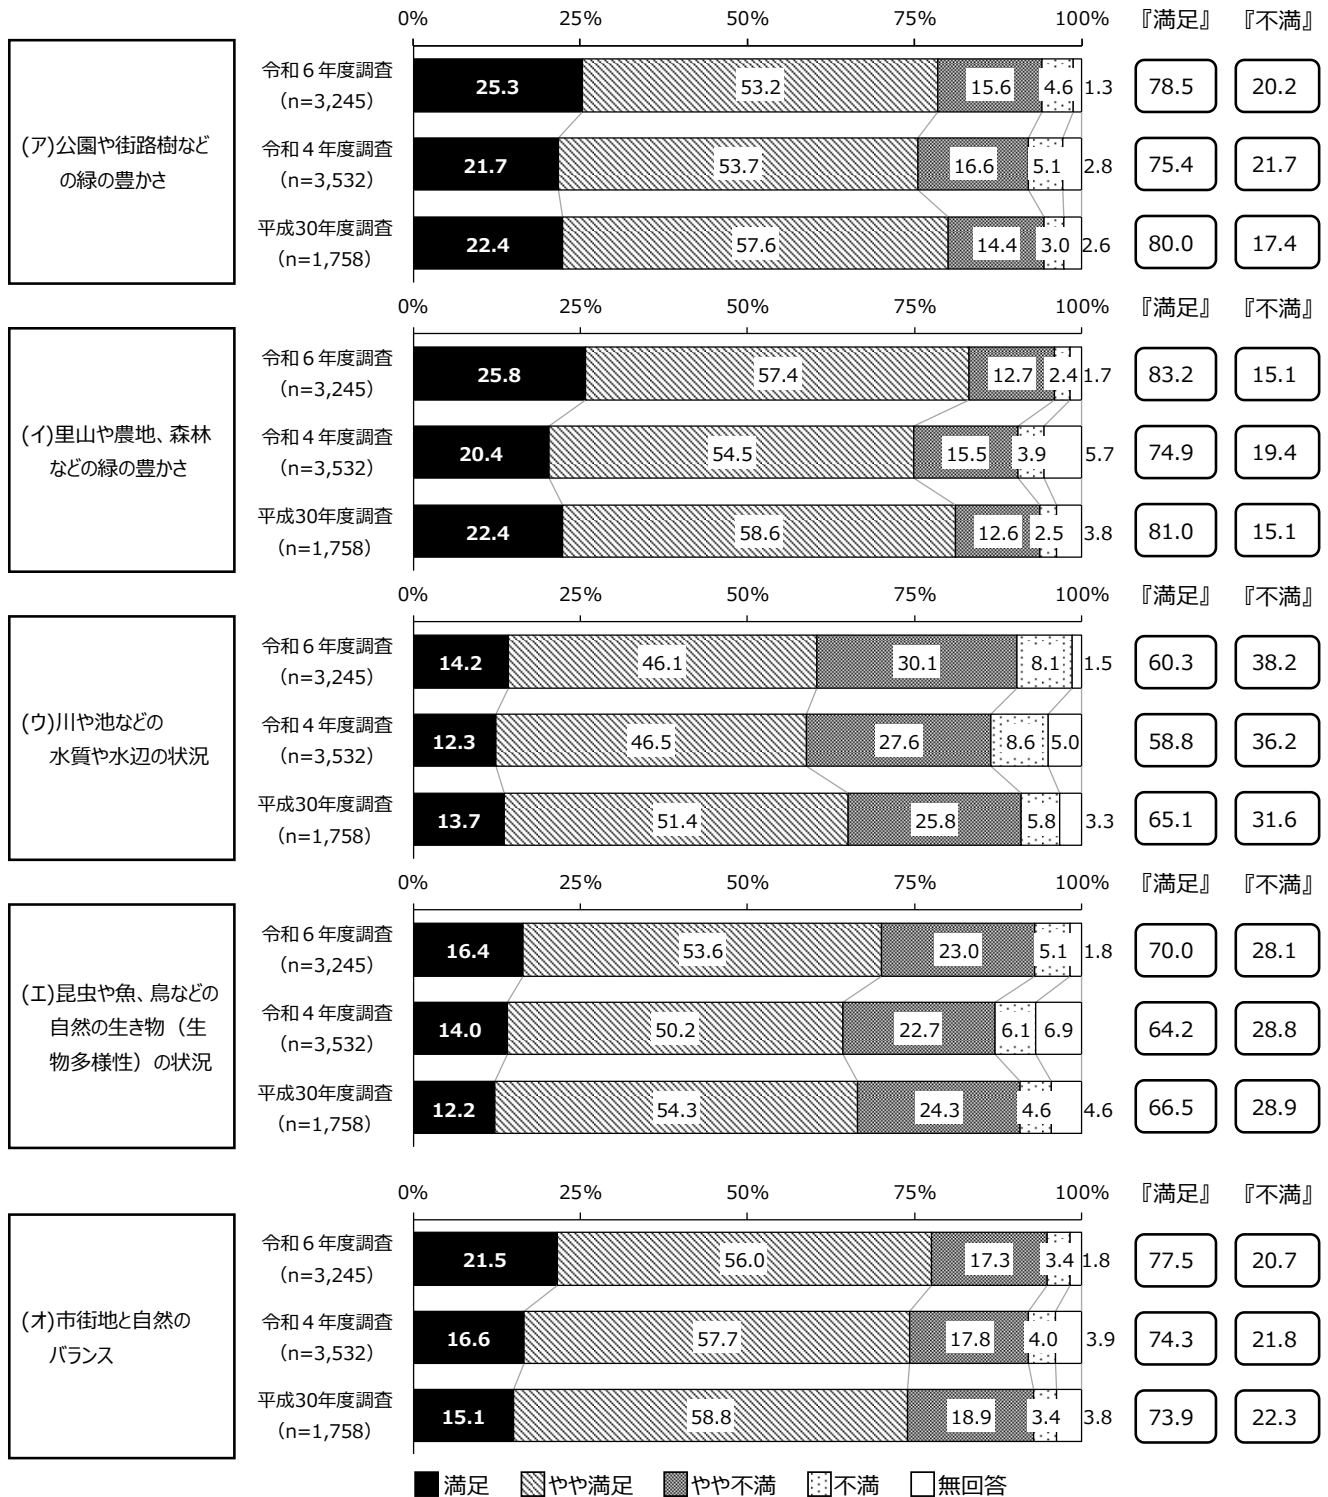 0% 25% 50% 75% 100% 『満足』 『不満』
(ア)公園や街路樹など
の緑の豊かさ
令和６年度調査
（n=3,245）
25.3 53.2 15.6 4.6 1.3 78.5 20.2
令和４年度調査
（n=3,532）
21.7 53.7 16.6 5.1 2.8 75.4 21.7
平成30年度調査
（n=1,758）
22.4 57.6 14.4 3.0 2.6 80.0 17.4
0% 25% 50% 75% 100% 『満足』 『不満』
(イ)里山や農地、森林
などの緑の豊かさ
令和６年度調査
（n=3,245）
25.8 57.4 12.7 2.4 1.7 83.2 15.1
令和４年度調査
（n=3,532）
20.4 54.5 15.5 3.9 5.7 74.9 19.4
平成30年度調査
（n=1,758）
22.4 58.6 12.6 2.5 3.8 81.0 15.1
0% 25% 50% 75% 100% 『満足』 『不満』
(ウ)川や池などの
水質や水辺の状況
令和６年度調査
（n=3,245）
14.2 46.1 30.1 8.1 1.5 60.3 38.2
令和４年度調査
（n=3,532）
12.3 46.5 27.6 8.6 5.0 58.8 36.2
平成30年度調査
（n=1,758）
13.7 51.4 25.8 5.8 3.3 65.1 31.6
0% 25% 50% 75% 100% 『満足』 『不満』
(エ)昆虫や魚、鳥などの
自然の生き物（生
物多様性）の状況
令和６年度調査
（n=3,245）
16.4 53.6 23.0 5.1 1.8 70.0 28.1
令和４年度調査
（n=3,532）
14.0 50.2 22.7 6.1 6.9 64.2 28.8
平成30年度調査
（n=1,758）
12.2 54.3 24.3 4.6 4.6 66.5 28.9
0% 25% 50% 75% 100% 『満足』 『不満』
(オ)市街地と自然の
バランス
令和６年度調査
（n=3,245）
21.5 56.0 17.3 3.4 1.8 77.5 20.7
令和４年度調査
（n=3,532）
16.6 57.7 17.8 4.0 3.9 74.3 21.8
平成30年度調査
（n=1,758）
15.1 58.8 18.9 3.4 3.8 73.9 22.3
満足 やや満足 やや不満 不満 無回答